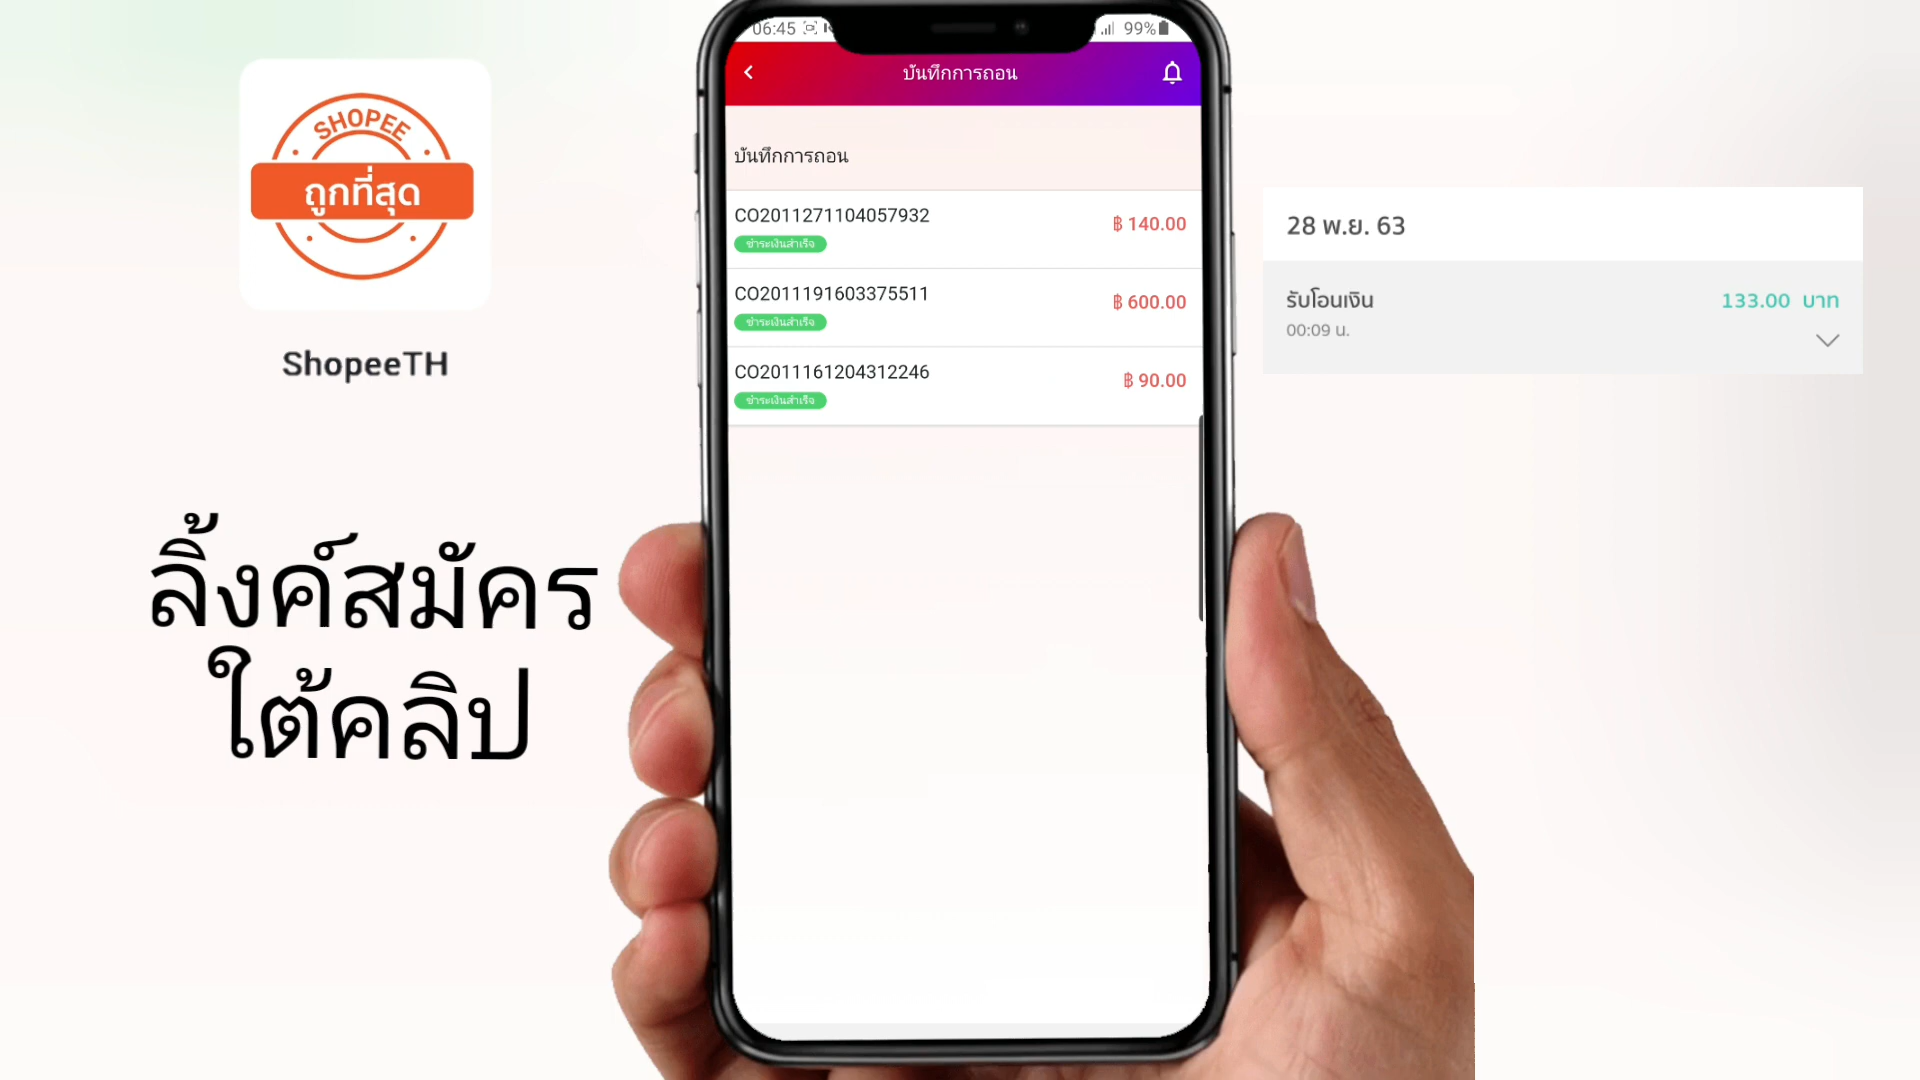 SHOPEE
ถูกที่สุด
ShopeeTH
ลิ้งค์สมัคร
ใต้คลิป
06:45
99%
บันทึกการถอน
บันทึกการถอน
CO2011271104057932
฿ 140.00
ชำระเงินสำเร็จ
CO2011191603375511
฿ 600.00
ชำระเงินสำเร็จ
CO2011161204312246
฿ 90.00
ชำระเงินสำเร็จ
28 พ.ย. 63
รับโอนเงิน
133.00 บาท
00:09 น.